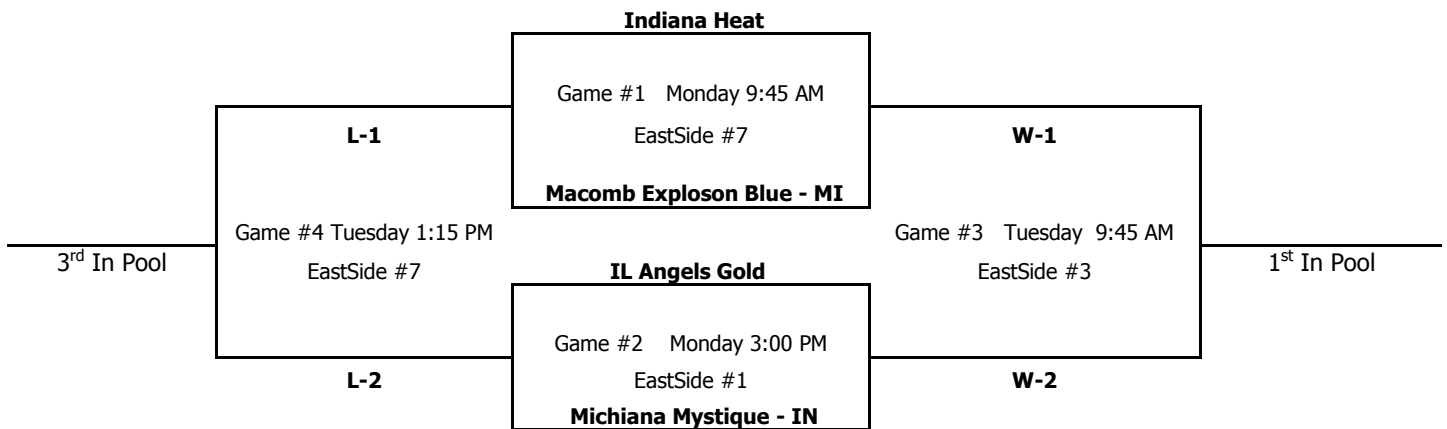 Indiana Heat
Game #1 Monday 9:45 AM
L-1 EastSide #7 W-1
Macomb Exploson Blue - MI
Game #4 Tuesday 1:15 PM Game #3 Tuesday 9:45 AM
3rd In Pool EastSide #7 IL Angels Gold EastSide #3 1st In Pool
Game #2 Monday 3:00 PM
L-2 EastSide #1 W-2
Michiana Mystique - IN